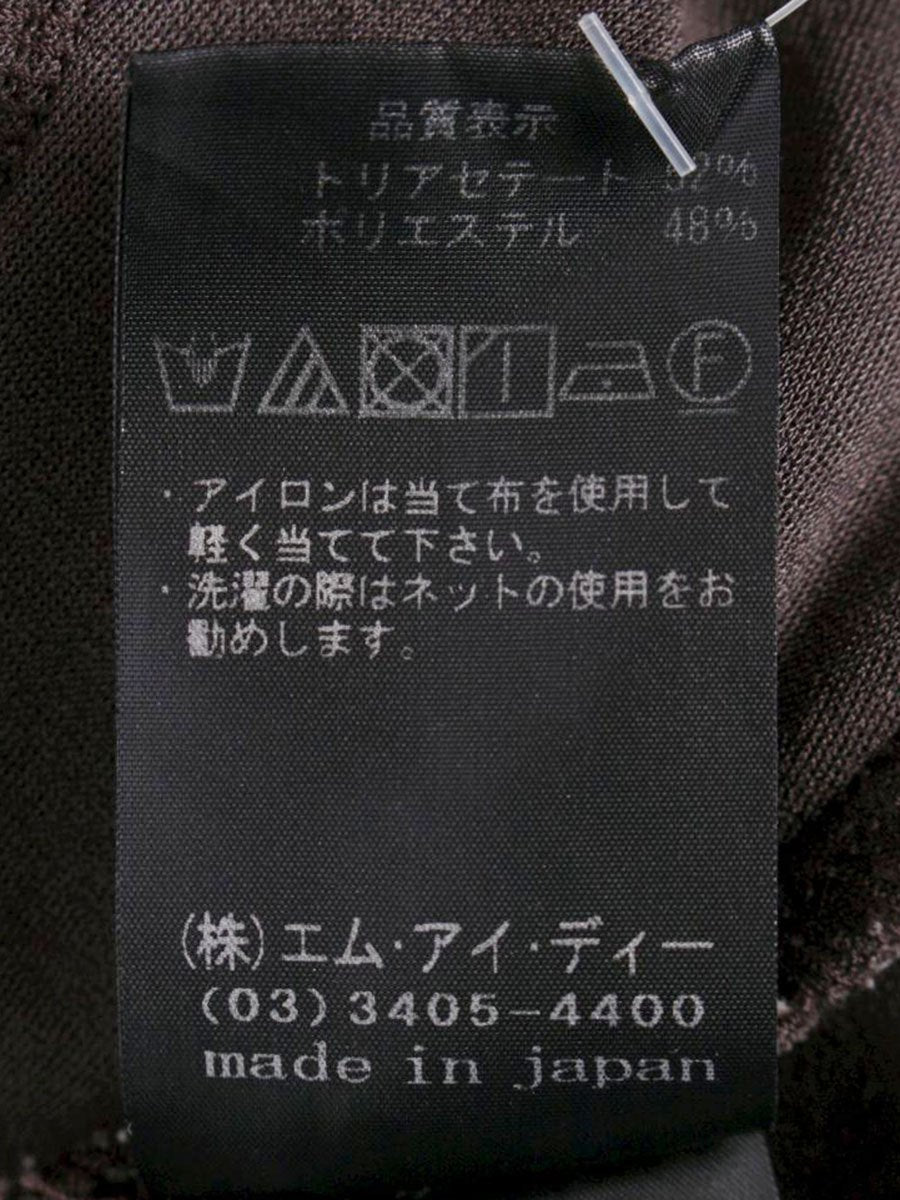 品質表示
トリアセテート 52%
ポリエステル 48%
F
・アイロンは当て布を使用して
軽く当てて下さい。
・洗濯の際はネットの使用をお
勧めします。
(株)エム・アイ・ディー
(03)3405-4400
made in japan